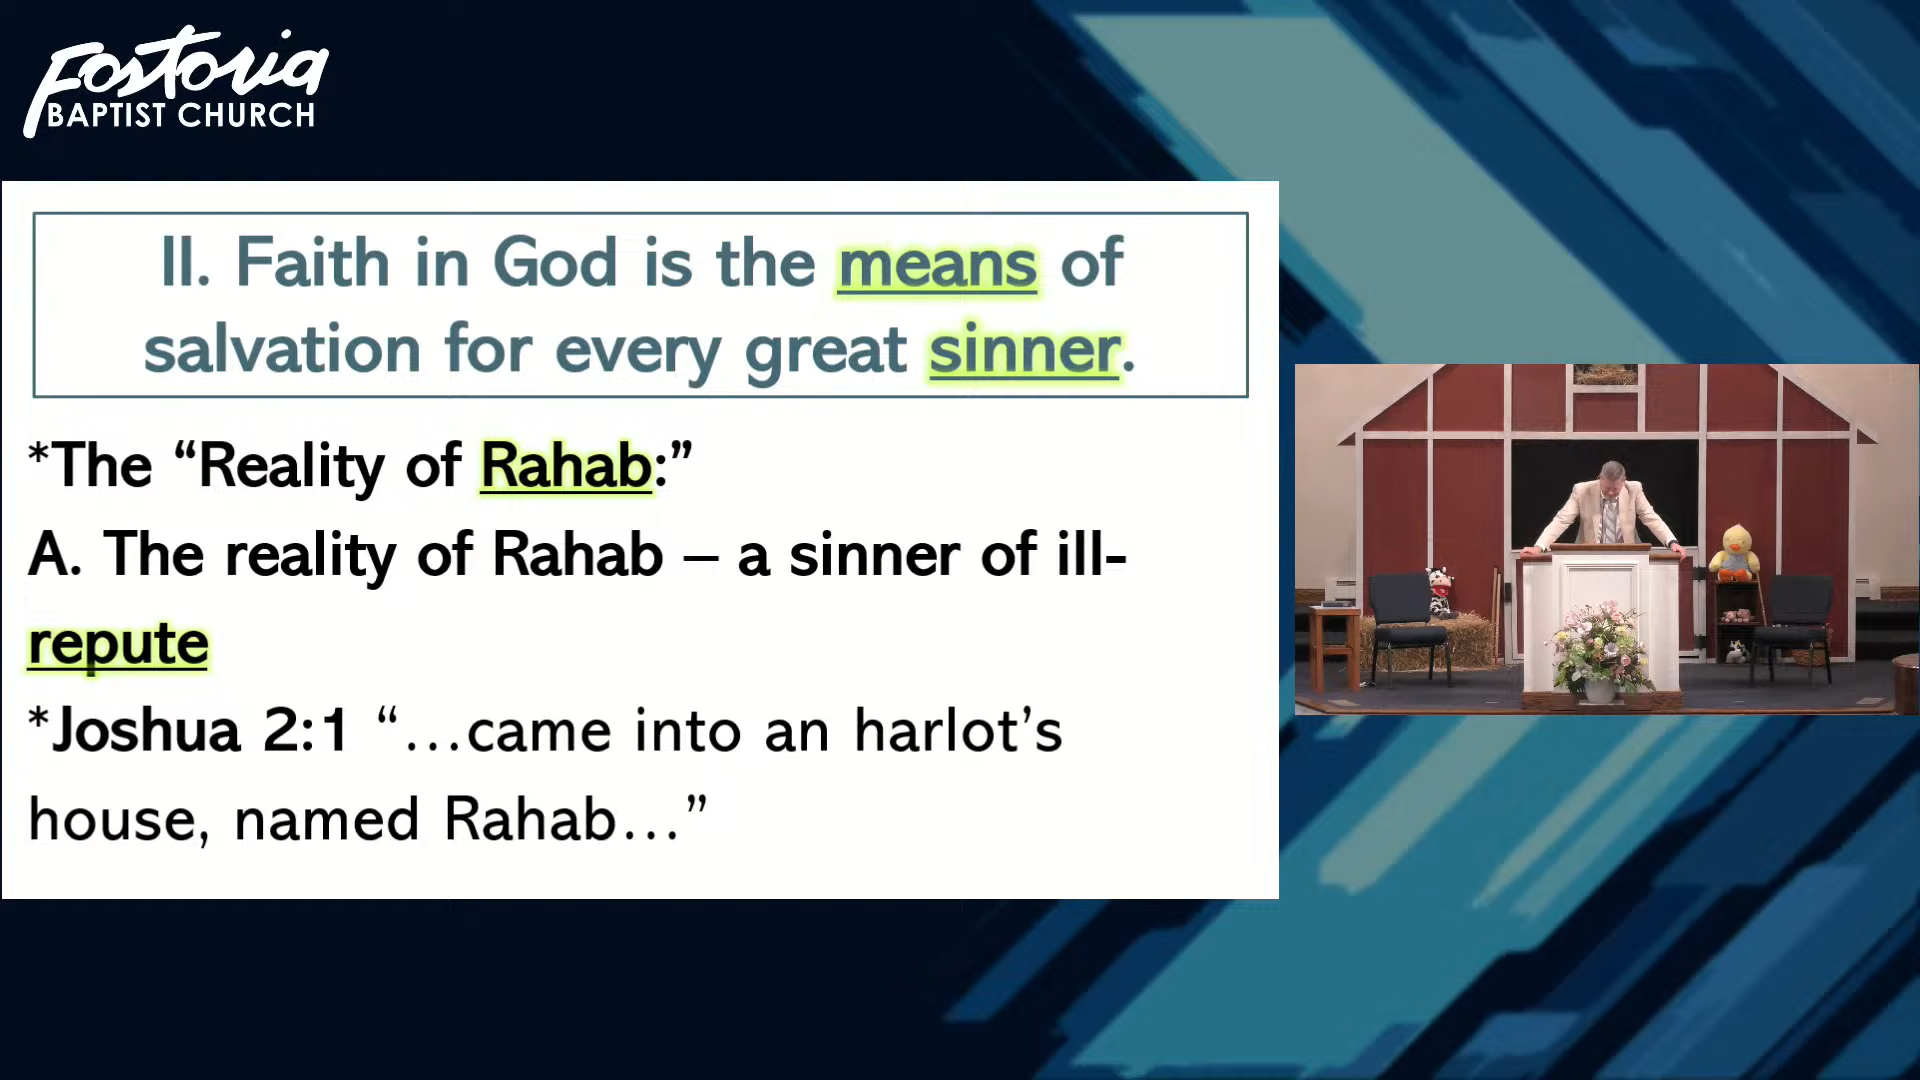 Fostoria
BAPTIST CHURCH
II. Faith in God is the means of
salvation for every great sinner.
*The “Reality of Rahab:”
A. The reality of Rahab – a sinner of ill-
repute
*Joshua 2:1 “…came into an harlot’s
house, named Rahab…”